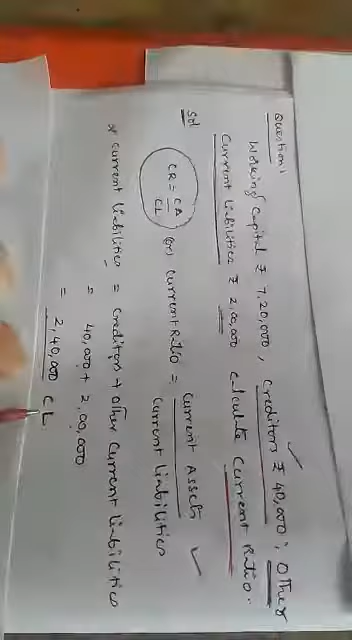 Question:
Working Capital ₹ 7,20,000, Creditors ₹ 40,000; Other
Current liabilities ₹ 2,00,000 calculate Current Ratio.
Sol
CR = CA/CL (or) Current Ratio = Current Assets / Current liabilities
* Current liabilities = Creditors + Other Current liabilities
= 40,000 + 2,00,000
= 2,40,000 CL.